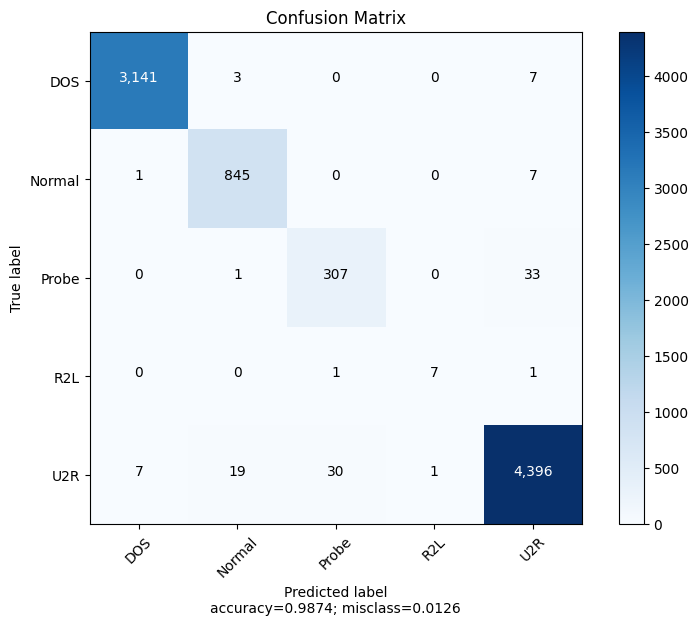 Confusion Matrix
DOS 3,141 3 0 0 7
Normal 1 845 0 0 7
Probe 0 1 307 0 33
R2L 0 0 1 7 1
U2R 7 19 30 1 4,396
True label
DOS Normal Probe R2L U2R
Predicted label
accuracy=0.9874; misclass=0.0126
4000
3500
3000
2500
2000
1500
1000
500
0